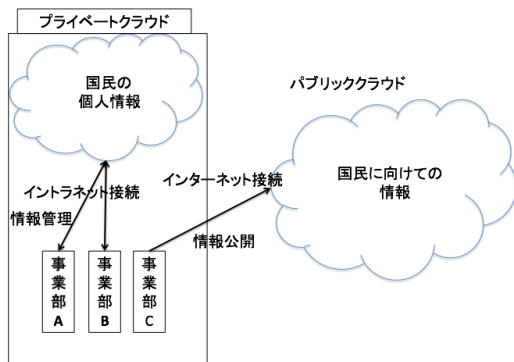 プライベートクラウド
国民の
個人情報
パブリッククラウド
国民に向けての
情報
インターネット接続
イントラネット接続
情報管理
情報公開
事業部A
事業部B
事業部C